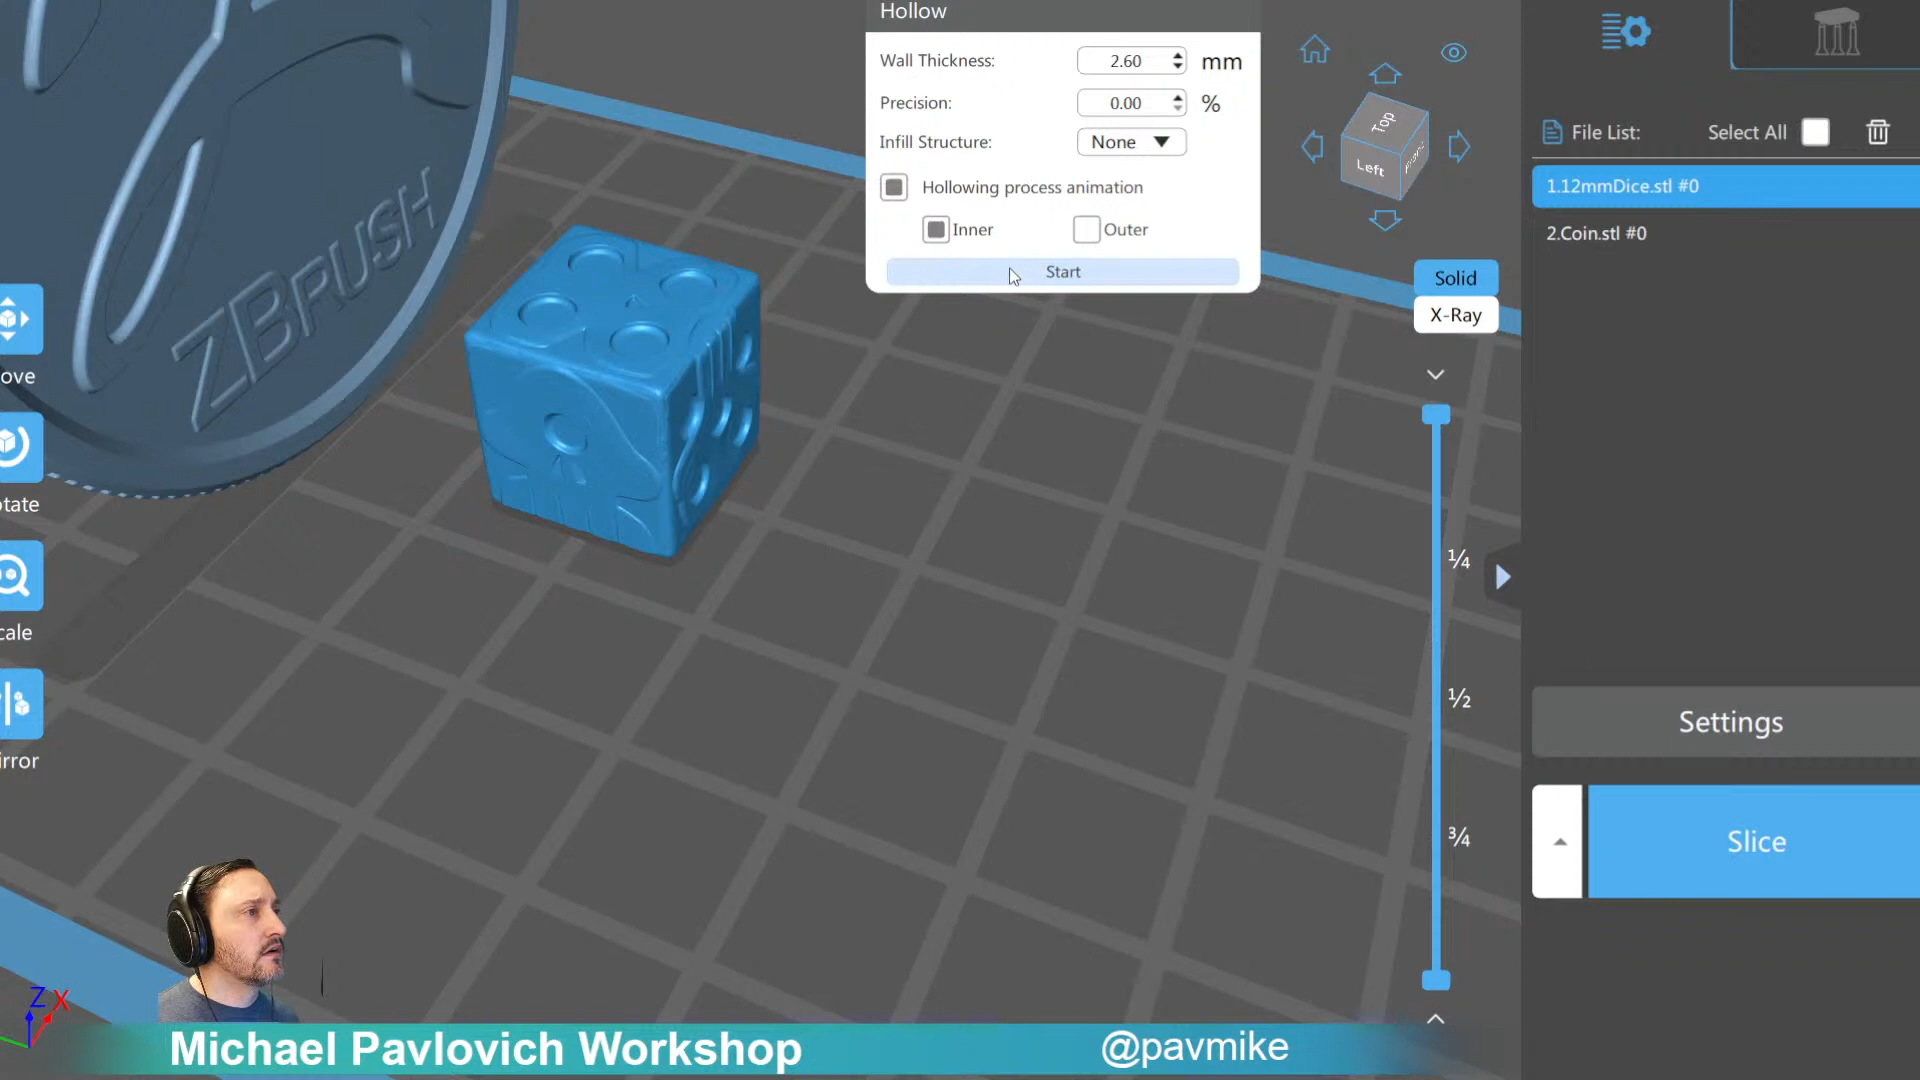 Hollow
Wall Thickness: 2.60 mm
Precision: 0.00 %
Infill Structure: None
Hollowing process animation
Inner Outer
Start
Top
Left
Front
File List: Select All
1.12mmDice.stl #0
2.Coin.stl #0
Solid
X-Ray
¼
½
¾
ZBRUSH
ove
otate
cale
irror
Settings
Slice
Z X
Michael Pavlovich Workshop
@pavmike